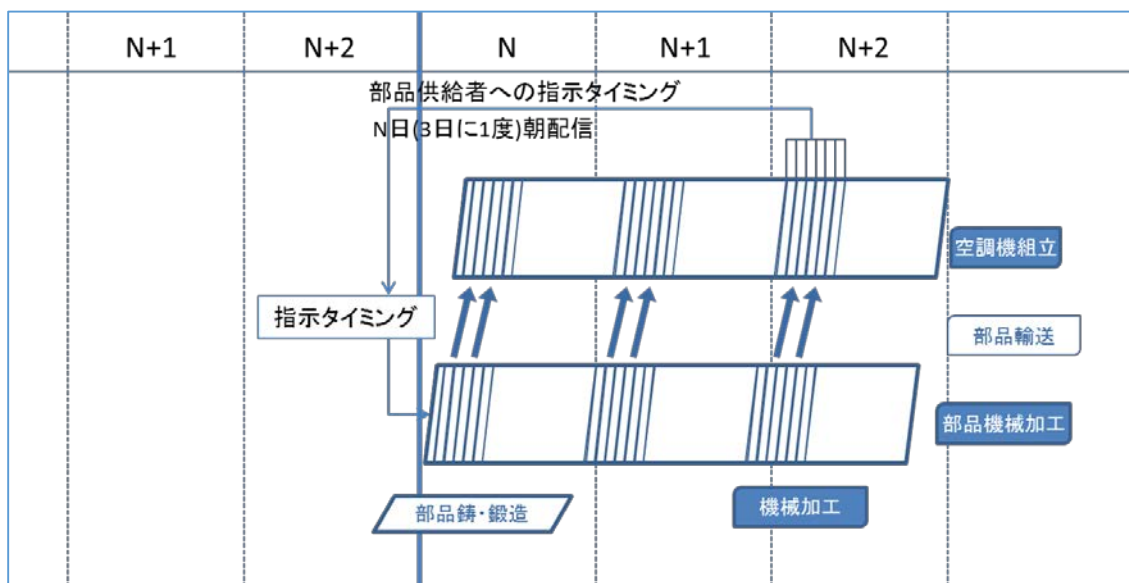 N+1
N+2
N
N+1
N+2
部品供給者への指示タイミング
N日(3日に1度)朝配信
空調機組立
指示タイミング
部品輸送
部品機械加工
部品鋳・鍛造
機械加工